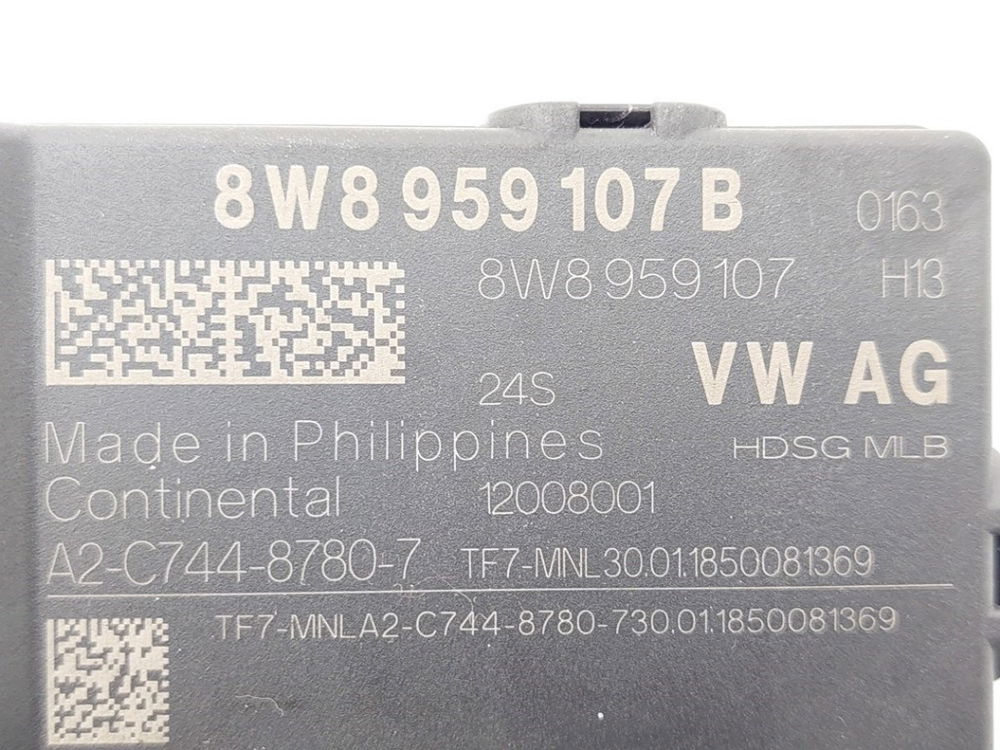 8W8 959 107 B 0163
8W8 959 107 H13
24S VW AG
Made in Philippines HDSG MLB
Continental 12008001
A2-C744-8780-7 TF7-MNL30.01.1850081369
TF7-MNLA2-C744-8780-730.01.1850081369